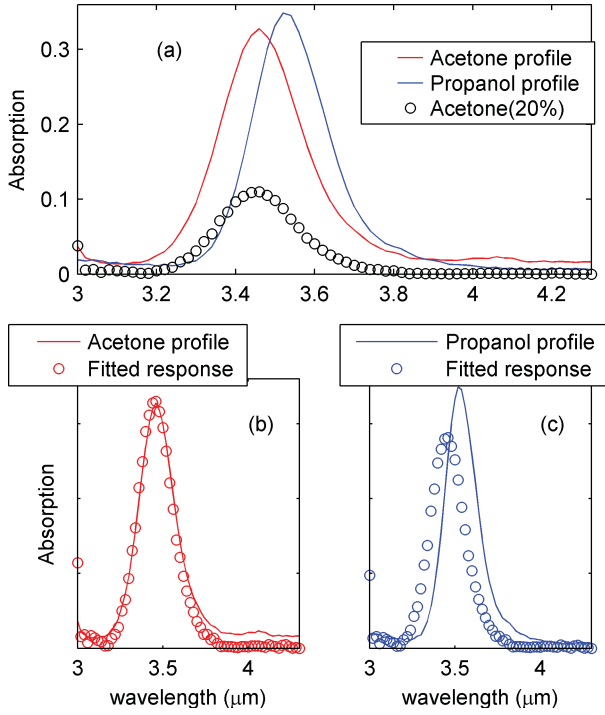 (a)
Acetone profile
Propanol profile
Acetone(20%)
Absorption
0.3
0.2
0.1
0
3 3.2 3.4 3.6 3.8 4 4.2
Acetone profile
Fitted response
(b)
Absorption
3 3.5 4
wavelength (μm)
Propanol profile
Fitted response
(c)
3 3.5 4
wavelength (μm)